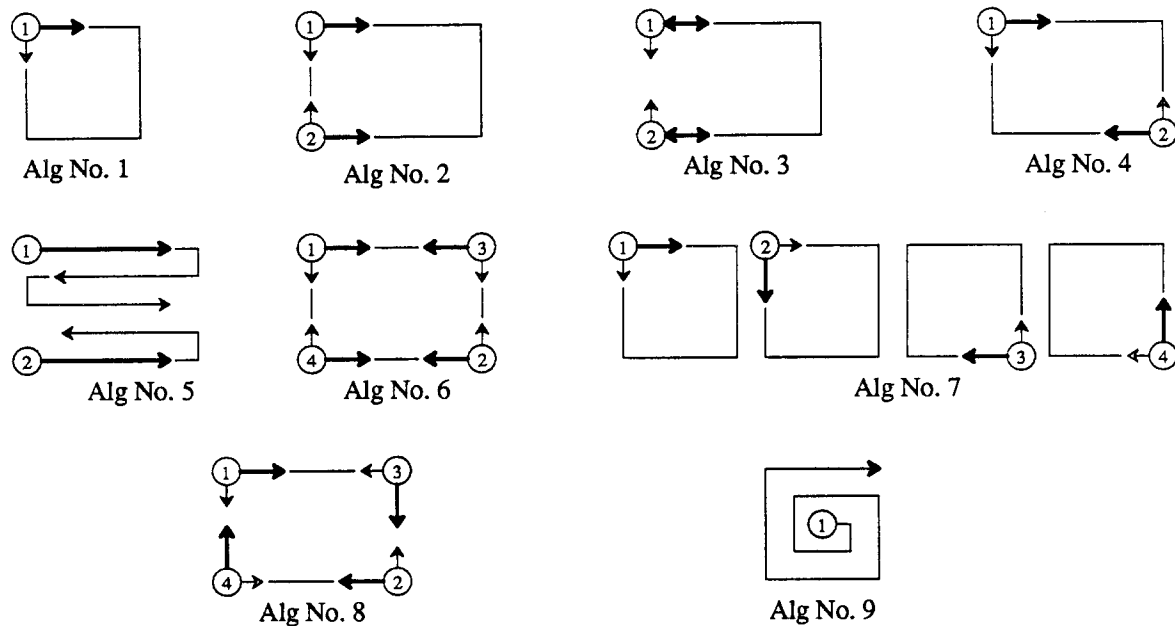 1 1 1 1
2 2 2
Alg No. 1 Alg No. 2 Alg No. 3 Alg No. 4
1 1 3 1 2
2 4 2 3 4
Alg No. 5 Alg No. 6 Alg No. 7
1 3
1
4 2
Alg No. 8 Alg No. 9